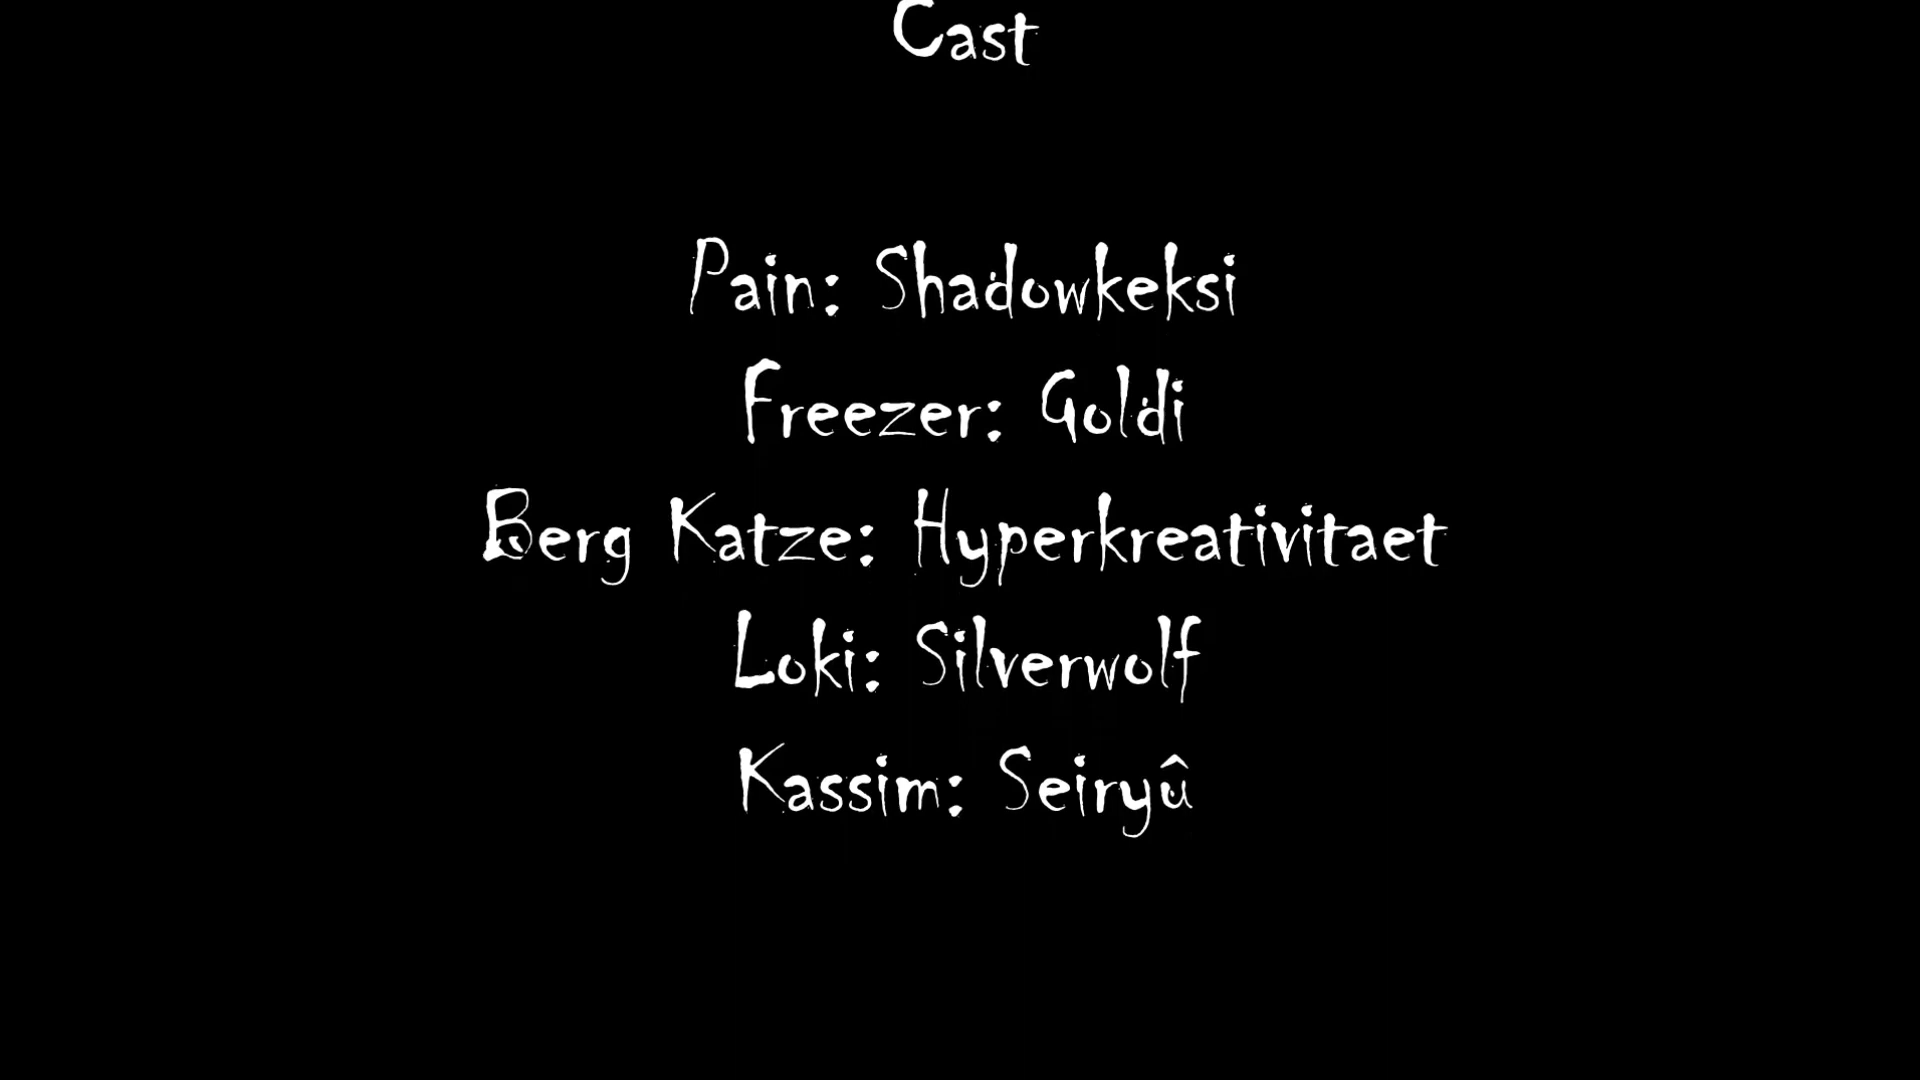 Cast
Pain: Shadowkeksi
Freezer: Goldi
Berg Katze: Hyperkreativitaet
Loki: Silverwolf
Kassim: Seiryû